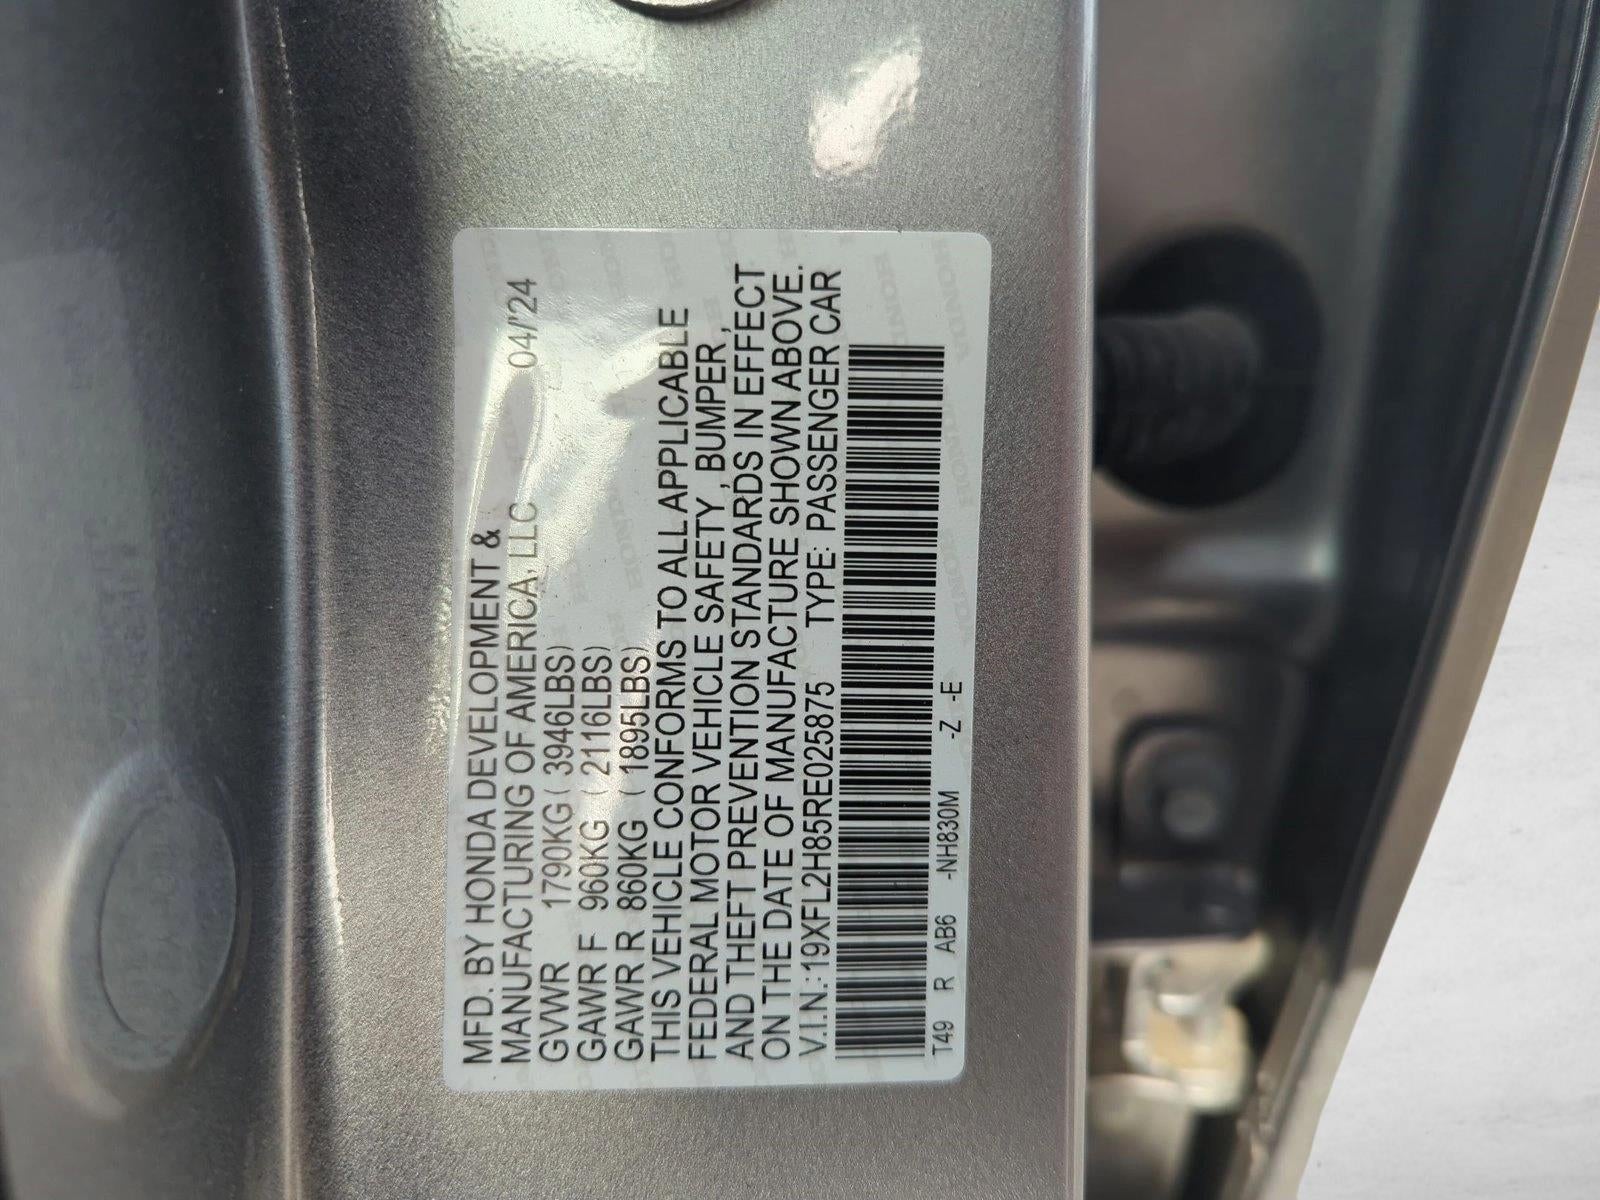 MFD. BY HONDA DEVELOPMENT &
MANUFACTURING OF AMERICA, LLC 04/'24
GVWR 1790KG ( 3946LBS)
GAWR F 960KG ( 2116LBS)
GAWR R 860KG ( 1895LBS)
THIS VEHICLE CONFORMS TO ALL APPLICABLE
FEDERAL MOTOR VEHICLE SAFETY , BUMPER ,
AND THEFT PREVENTION STANDARDS IN EFFECT
ON THE DATE OF MANUFACTURE SHOWN ABOVE.
V.I.N.:19XFL2H85RE025875 TYPE: PASSENGER CAR
T49 R AB6 -NH830M -Z -E